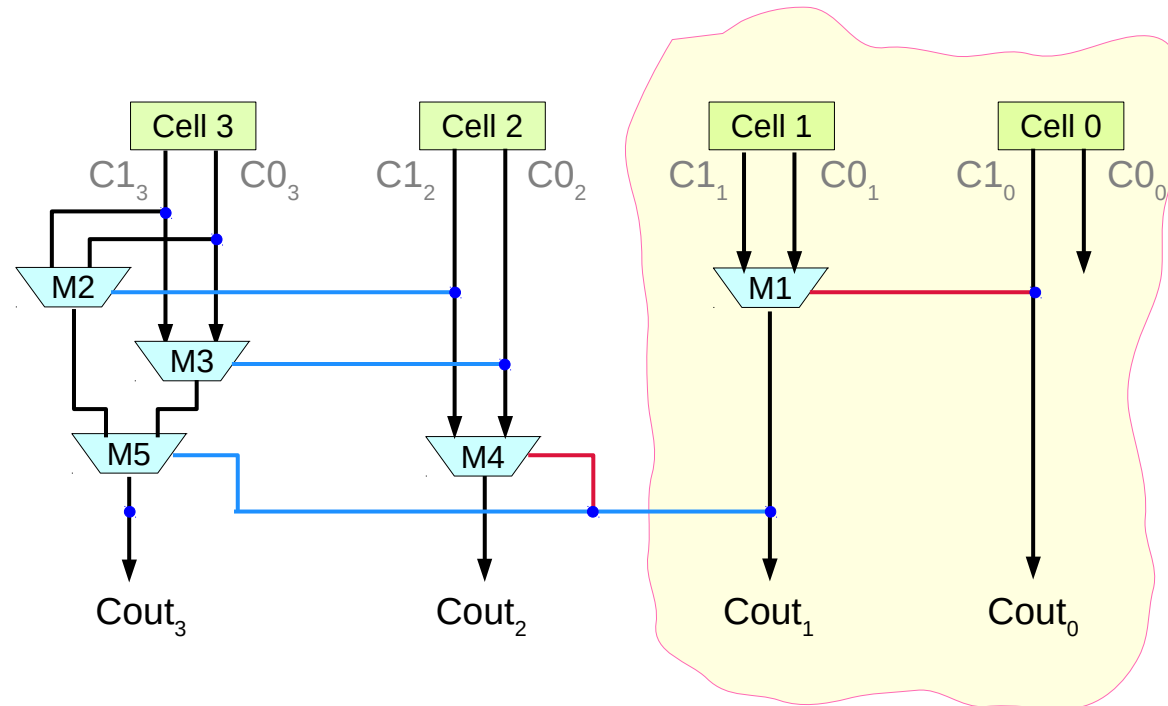 Cell 3 Cell 2 Cell 1 Cell 0
C1₃ C0₃ C1₂ C0₂ C1₁ C0₁ C1₀ C0₀
M2 M1
M3
M5 M4
Cout₃ Cout₂ Cout₁ Cout₀